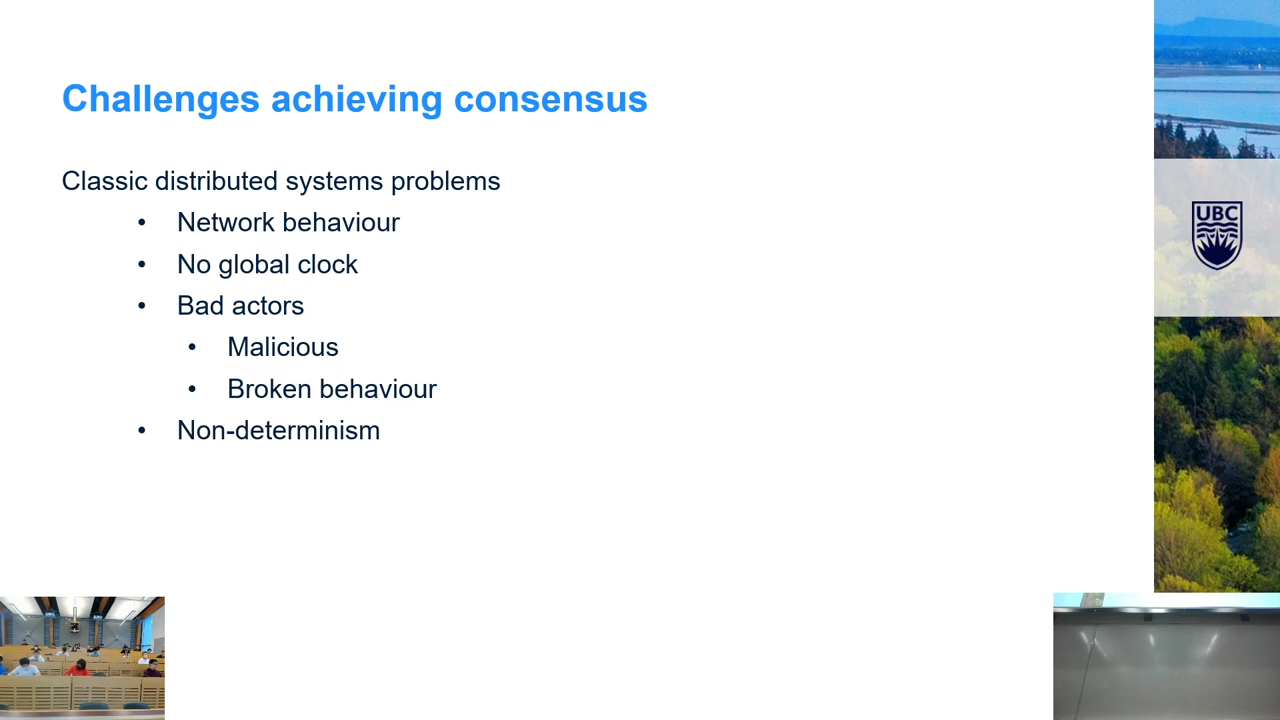 Challenges achieving consensus
Classic distributed systems problems
• Network behaviour
• No global clock
• Bad actors
• Malicious
• Broken behaviour
• Non-determinism
UBC